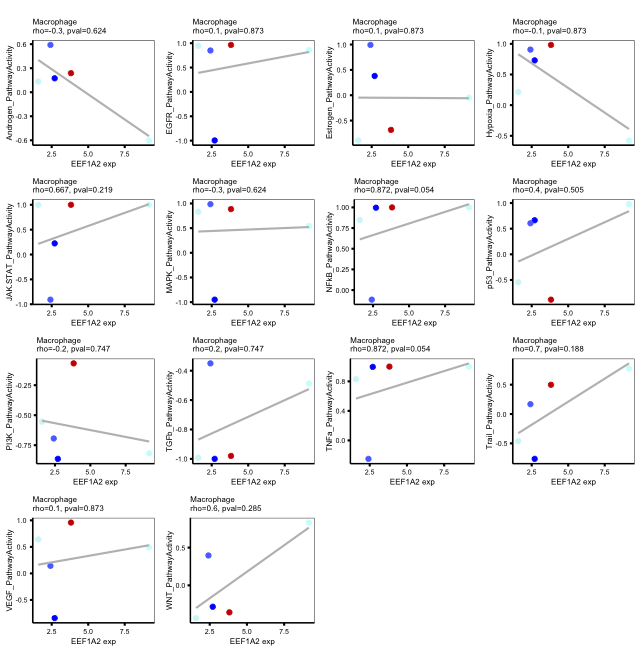 Macrophage
rho=-0.3, pval=0.624
Androgen_PathwayActivity
0.6
0.3
0.0
-0.3
-0.6
2.5 5.0 7.5
EEF1A2 exp
Macrophage
rho=0.1, pval=0.873
EGFR_PathwayActivity
1.0
0.5
0.0
-0.5
-1.0
2.5 5.0 7.5
EEF1A2 exp
Macrophage
rho=0.1, pval=0.873
Estrogen_PathwayActivity
1.0
0.5
0.0
-0.5
2.5 5.0 7.5
EEF1A2 exp
Macrophage
rho=-0.1, pval=0.873
Hypoxia_PathwayActivity
1.0
0.5
0.0
-0.5
2.5 5.0 7.5
EEF1A2 exp
Macrophage
rho=0.667, pval=0.219
JAK.STAT_PathwayActivity
1.0
0.5
0.0
-0.5
-1.0
2.5 5.0 7.5
EEF1A2 exp
Macrophage
rho=-0.3, pval=0.624
MAPK_PathwayActivity
1.0
0.5
0.0
-0.5
-1.0
2.5 5.0 7.5
EEF1A2 exp
Macrophage
rho=0.872, pval=0.054
NFkB_PathwayActivity
1.00
0.75
0.50
0.25
0.00
2.5 5.0 7.5
EEF1A2 exp
Macrophage
rho=0.4, pval=0.505
p53_PathwayActivity
1.0
0.5
0.0
-0.5
2.5 5.0 7.5
EEF1A2 exp
Macrophage
rho=-0.2, pval=0.747
PI3K_PathwayActivity
-0.25
-0.50
-0.75
2.5 5.0 7.5
EEF1A2 exp
Macrophage
rho=0.2, pval=0.747
TGFb_PathwayActivity
-0.4
-0.6
-0.8
-1.0
2.5 5.0 7.5
EEF1A2 exp
Macrophage
rho=0.872, pval=0.054
TNFa_PathwayActivity
0.8
0.4
0.0
2.5 5.0 7.5
EEF1A2 exp
Macrophage
rho=0.7, pval=0.188
Trail_PathwayActivity
0.5
0.0
-0.5
2.5 5.0 7.5
EEF1A2 exp
Macrophage
rho=0.1, pval=0.873
VEGF_PathwayActivity
1.0
0.5
0.0
-0.5
2.5 5.0 7.5
EEF1A2 exp
Macrophage
rho=0.6, pval=0.285
WNT_PathwayActivity
0.5
0.0
2.5 5.0 7.5
EEF1A2 exp